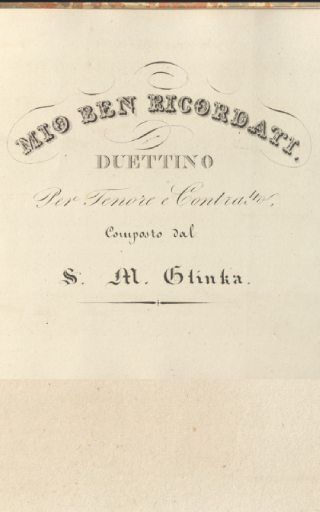 MIO BEN RICORDATI.
DUETTINO
Per Tenore e Contralto,
Composto dal
S. M. Glinka.